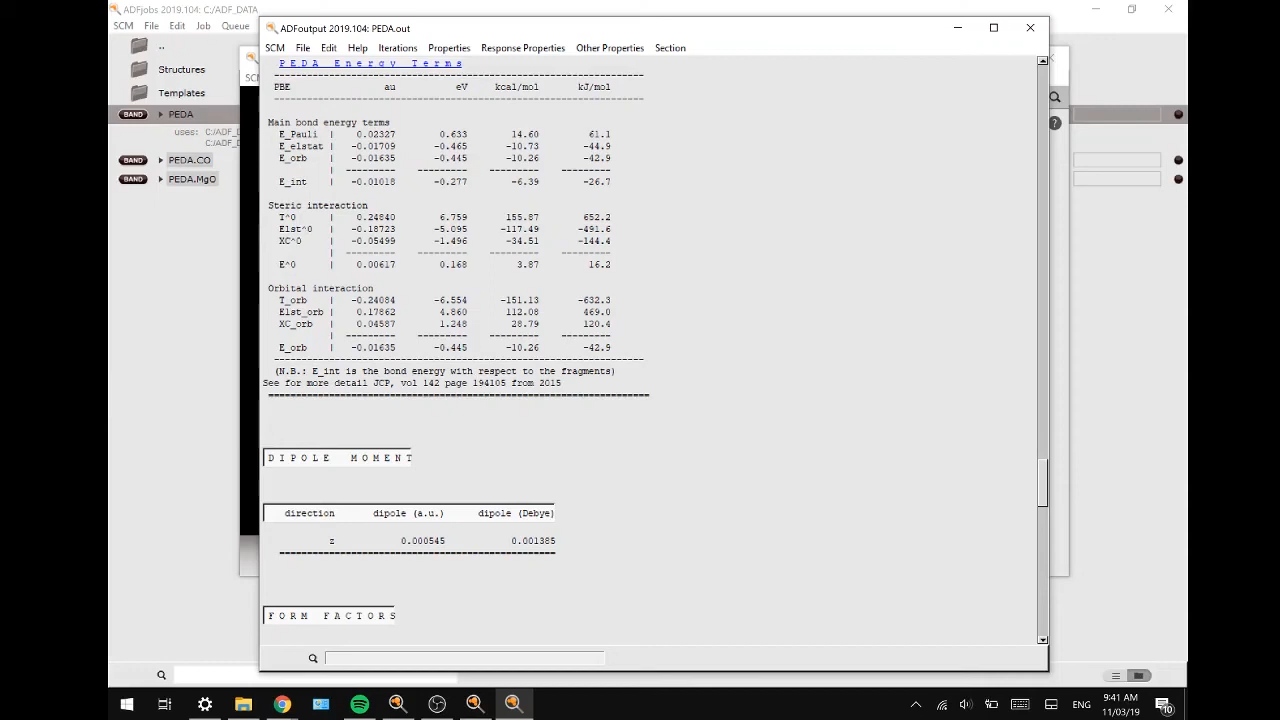 ADFjobs 2019.104: C:/ADF_DATA
SCM File Edit Job Queue
..
Structures
Templates
BAND PEDA
uses: C:/ADF_D
C:/ADF_D
BAND PEDA.CO
BAND PEDA.MgO
ADFoutput 2019.104: PEDA.out
SCM File Edit Help Iterations Properties Response Properties Other Properties Section
P E D A   E n e r g y   T e r m s
--------------------------------------------------------------------
PBE au eV kcal/mol kJ/mol
--------------------------------------------------------------------
Main bond energy terms
E_Pauli | 0.02327 0.633 14.60 61.1
E_elstat | -0.01709 -0.465 -10.73 -44.9
E_orb | -0.01635 -0.445 -10.26 -42.9
| --------- --------- --------- ---------
E_int | -0.01018 -0.277 -6.39 -26.7
Steric interaction
T^0 | 0.24840 6.759 155.87 652.2
Elst^0 | -0.18723 -5.095 -117.49 -491.6
XC^0 | -0.05499 -1.496 -34.51 -144.4
| --------- --------- --------- ---------
E^0 | 0.00617 0.168 3.87 16.2
Orbital interaction
T_orb | -0.24084 -6.554 -151.13 -632.3
Elst_orb | 0.17862 4.860 112.08 469.0
XC_orb | 0.04587 1.248 28.79 120.4
| --------- --------- --------- ---------
E_orb | -0.01635 -0.445 -10.26 -42.9
--------------------------------------------------------------------
(N.B.: E_int is the bond energy with respect to the fragments)
See for more detail JCP, vol 142 page 194105 from 2015
=====================================================================
D I P O L E   M O M E N T
direction dipole (a.u.) dipole (Debye)
z 0.000545 0.001385
==================================================
F O R M   F A C T O R S
9:41 AM
ENG
11/03/19
10